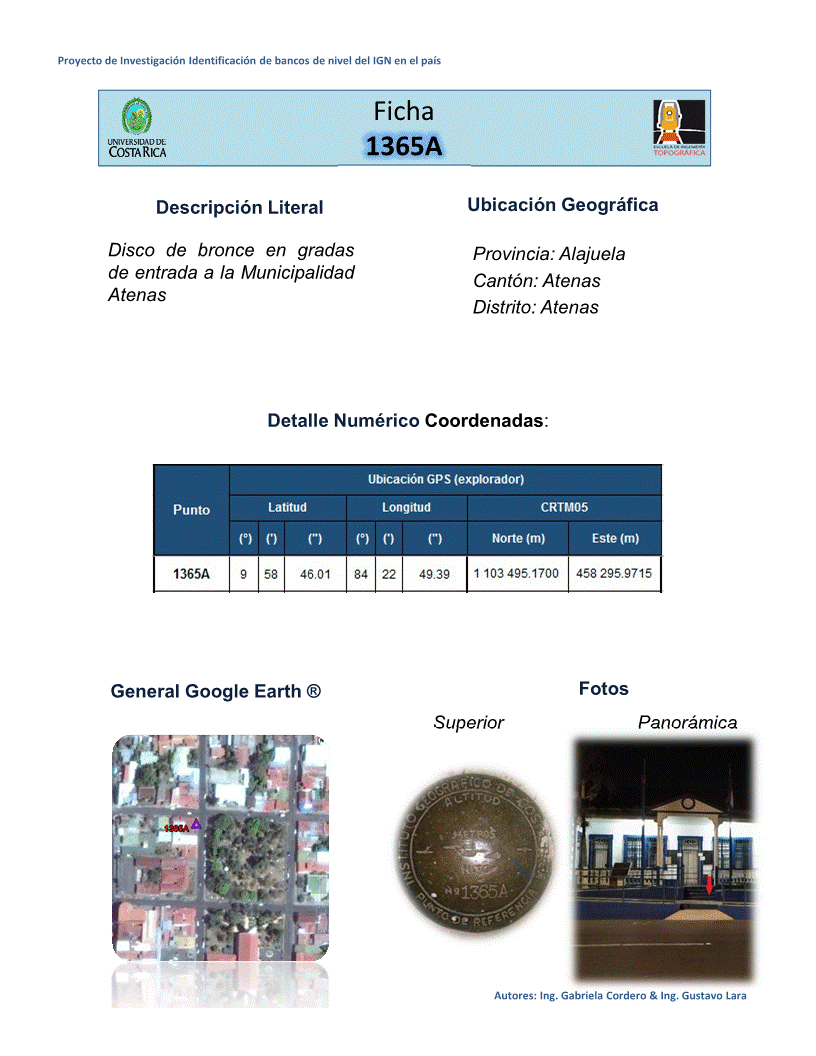 Proyecto de Investigación Identificación de bancos de nivel del IGN en el país
Ficha
1365A
UNIVERSIDAD DE
COSTA RICA
ESCUELA DE INGENIERÍA
TOPOGRÁFICA
Descripción Literal
Disco de bronce en gradas
de entrada a la Municipalidad
Atenas
Ubicación Geográfica
Provincia: Alajuela
Cantón: Atenas
Distrito: Atenas
Detalle Numérico Coordenadas:
Punto
Ubicación GPS (explorador)
Latitud Longitud CRTM05
(°) (') (") (°) (') (") Norte (m) Este (m)
1365A 9 58 46.01 84 22 49.39 1 103 495.1700 458 295.9715
General Google Earth ®
Fotos
Superior Panorámica
1365A
INSTITUTO GEOGRAFICO DE COSTA
ALTITUD
METROS
Nº 1365A
PUNTO DE REFERENCIA
Autores: Ing. Gabriela Cordero & Ing. Gustavo Lara